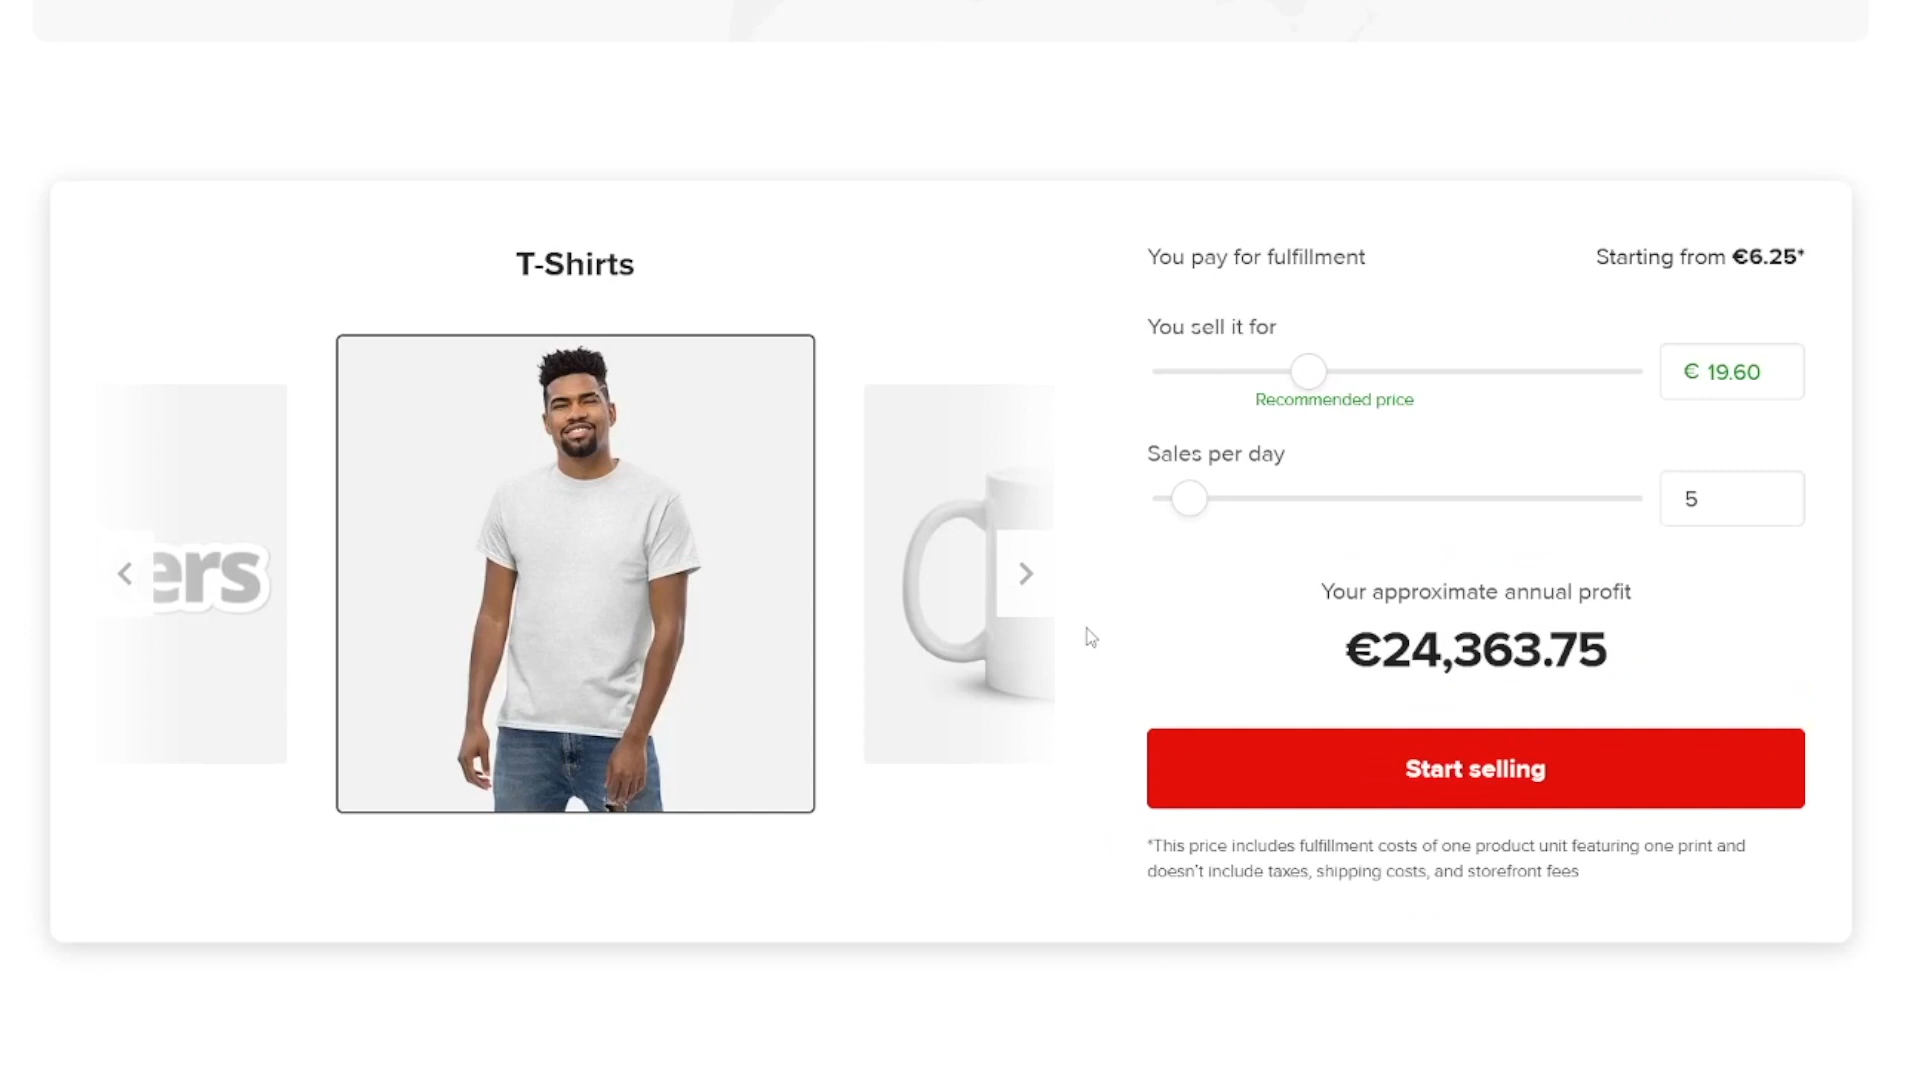 T-Shirts
ers
You pay for fulfillment
Starting from €6.25*
You sell it for
€ 19.60
Recommended price
Sales per day
5
Your approximate annual profit
€24,363.75
Start selling
*This price includes fulfillment costs of one product unit featuring one print and
doesn't include taxes, shipping costs, and storefront fees